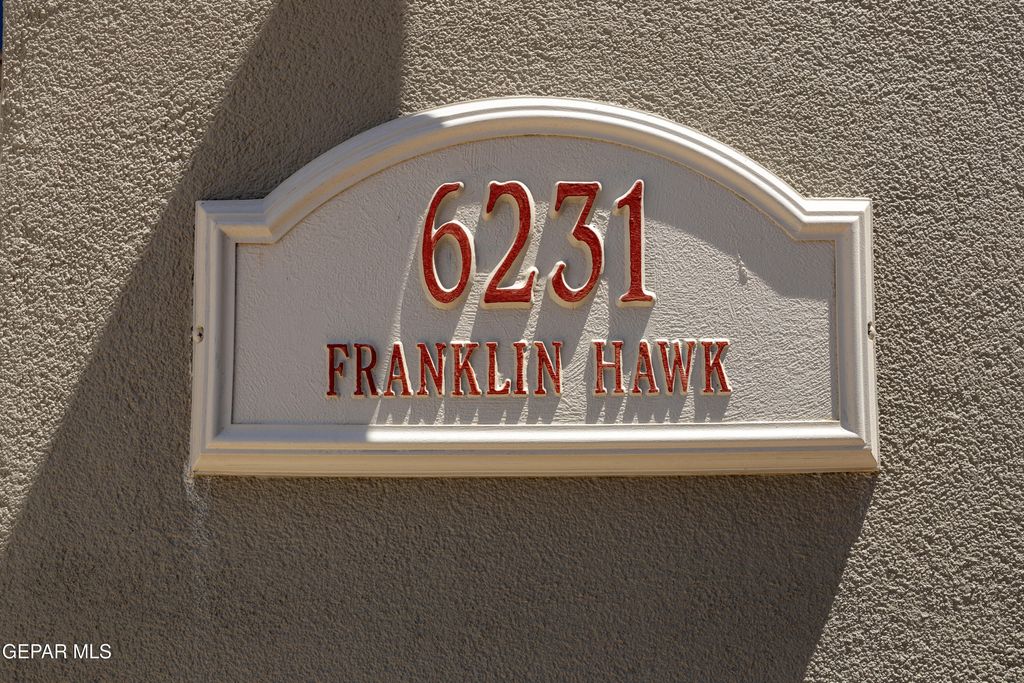 6231
FRANKLIN HAWK
GEPAR MLS